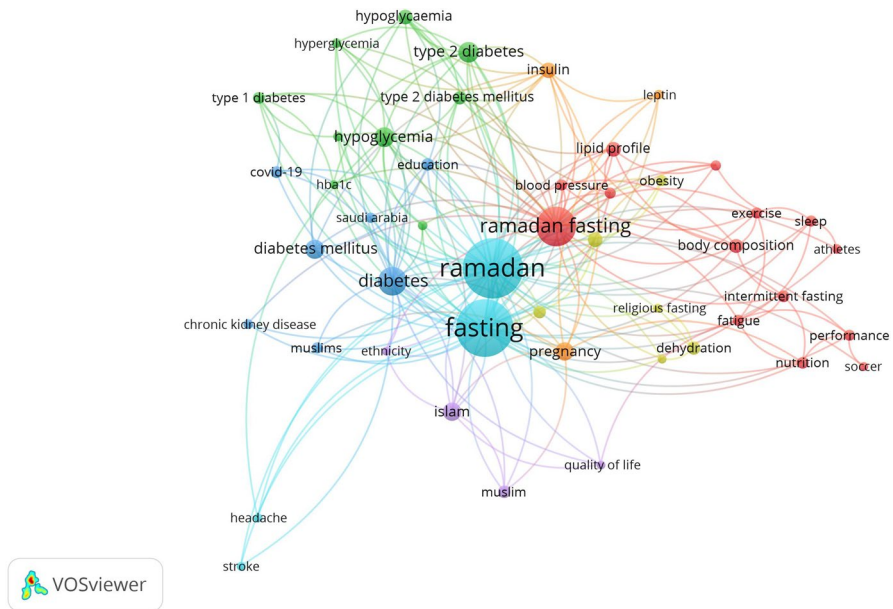 hypoglycaemia
hyperglycemia
type 2 diabetes
insulin
type 1 diabetes
type 2 diabetes mellitus
leptin
hypoglycemia
lipid profile
covid-19
education
hba1c
blood pressure
obesity
saudi arabia
ramadan fasting
exercise
sleep
diabetes mellitus
body composition
athletes
ramadan
diabetes
intermittent fasting
religious fasting
chronic kidney disease
fasting
fatigue
performance
muslims
ethnicity
pregnancy
dehydration
nutrition
soccer
islam
quality of life
muslim
headache
stroke
VOSviewer